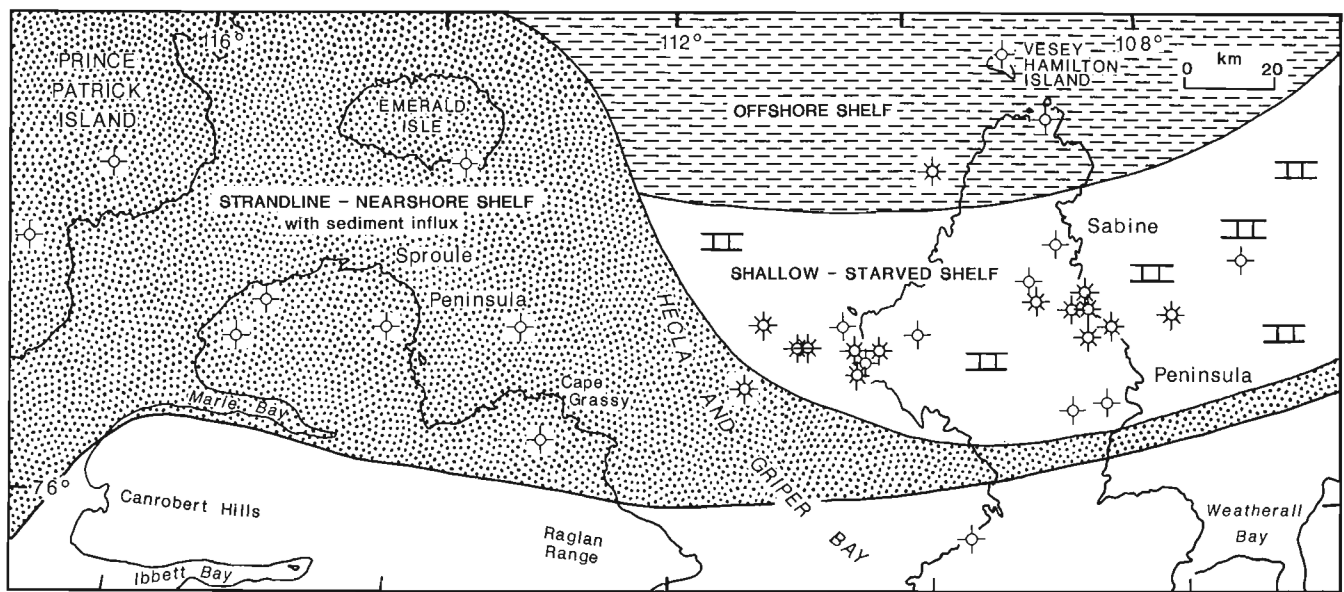 116°
112°
108°
PRINCE
PATRICK
ISLAND
EMERALD
ISLE
VESEY
HAMILTON
ISLAND
km
0 20
OFFSHORE SHELF
STRANDLINE – NEARSHORE SHELF
with sediment influx
Sproule
Peninsula
Sabine
SHALLOW – STARVED SHELF
Peninsula
HECLA AND GRIPER BAY
Cape
Grassy
Marie Bay
76°
Canrobert Hills
Ibbett Bay
Raglan
Range
Weatherall
Bay